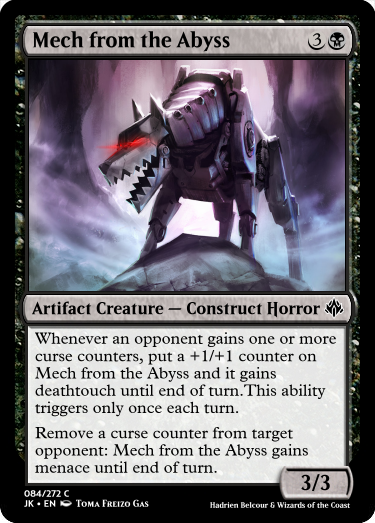 Mech from the Abyss 3
Artifact Creature — Construct Horror
Whenever an opponent gains one or more
curse counters, put a +1/+1 counter on
Mech from the Abyss and it gains
deathtouch until end of turn.This ability
triggers only once each turn.
Remove a curse counter from target
opponent: Mech from the Abyss gains
menace until end of turn.
3/3
084/272 C
JK • EN Toma Freizo Gas
Hadrien Belcour & Wizards of the Coast